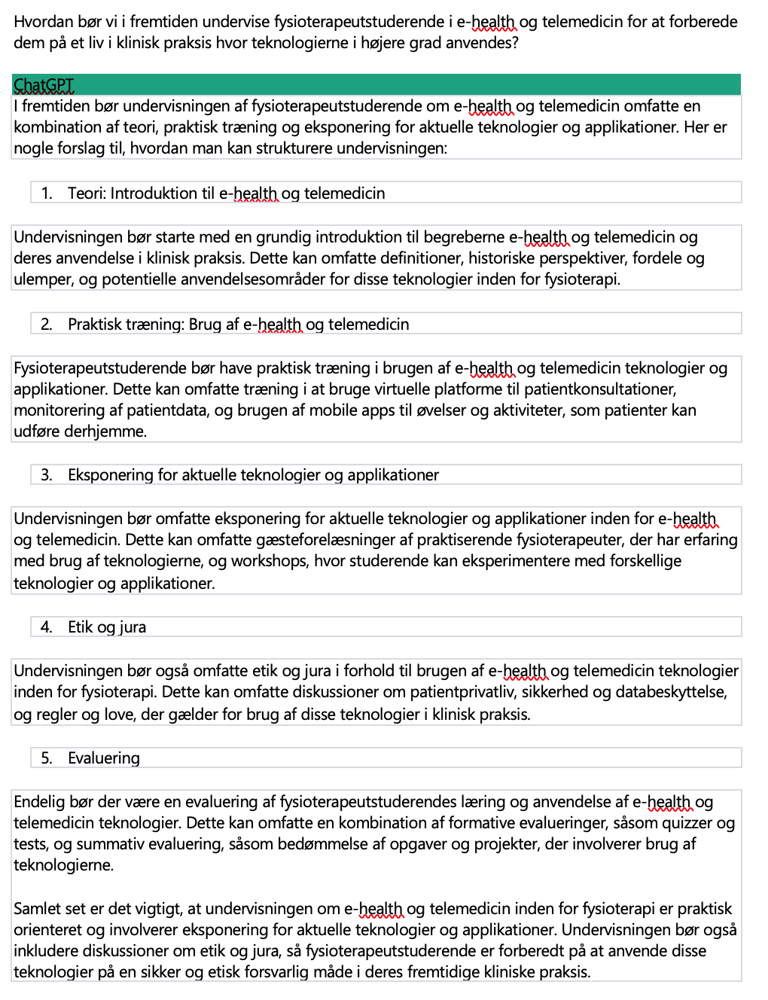 Hvordan bør vi i fremtiden undervise fysioterapeutstuderende i e-health og telemedicin for at forberede
dem på et liv i klinisk praksis hvor teknologierne i højere grad anvendes?
ChatGPT
I fremtiden bør undervisningen af fysioterapeutstuderende om e-health og telemedicin omfatte en
kombination af teori, praktisk træning og eksponering for aktuelle teknologier og applikationer. Her er
nogle forslag til, hvordan man kan strukturere undervisningen:
1. Teori: Introduktion til e-health og telemedicin
Undervisningen bør starte med en grundig introduktion til begreberne e-health og telemedicin og
deres anvendelse i klinisk praksis. Dette kan omfatte definitioner, historiske perspektiver, fordele og
ulemper, og potentielle anvendelsesområder for disse teknologier inden for fysioterapi.
2. Praktisk træning: Brug af e-health og telemedicin
Fysioterapeutstuderende bør have praktisk træning i brugen af e-health og telemedicin teknologier og
applikationer. Dette kan omfatte træning i at bruge virtuelle platforme til patientkonsultationer,
monitorering af patientdata, og brugen af mobile apps til øvelser og aktiviteter, som patienter kan
udføre derhjemme.
3. Eksponering for aktuelle teknologier og applikationer
Undervisningen bør omfatte eksponering for aktuelle teknologier og applikationer inden for e-health
og telemedicin. Dette kan omfatte gæsteforelæsninger af praktiserende fysioterapeuter, der har erfaring
med brug af teknologierne, og workshops, hvor studerende kan eksperimentere med forskellige
teknologier og applikationer.
4. Etik og jura
Undervisningen bør også omfatte etik og jura i forhold til brugen af e-health og telemedicin teknologier
inden for fysioterapi. Dette kan omfatte diskussioner om patientprivatliv, sikkerhed og databeskyttelse,
og regler og love, der gælder for brug af disse teknologier i klinisk praksis.
5. Evaluering
Endelig bør der være en evaluering af fysioterapeutstuderendes læring og anvendelse af e-health og
telemedicin teknologier. Dette kan omfatte en kombination af formative evalueringer, såsom quizzer og
tests, og summativ evaluering, såsom bedømmelse af opgaver og projekter, der involverer brug af
teknologierne.
Samlet set er det vigtigt, at undervisningen om e-health og telemedicin inden for fysioterapi er praktisk
orienteret og involverer eksponering for aktuelle teknologier og applikationer. Undervisningen bør også
inkludere diskussioner om etik og jura, så fysioterapeutstuderende er forberedt på at anvende disse
teknologier på en sikker og etisk forsvarlig måde i deres fremtidige kliniske praksis.